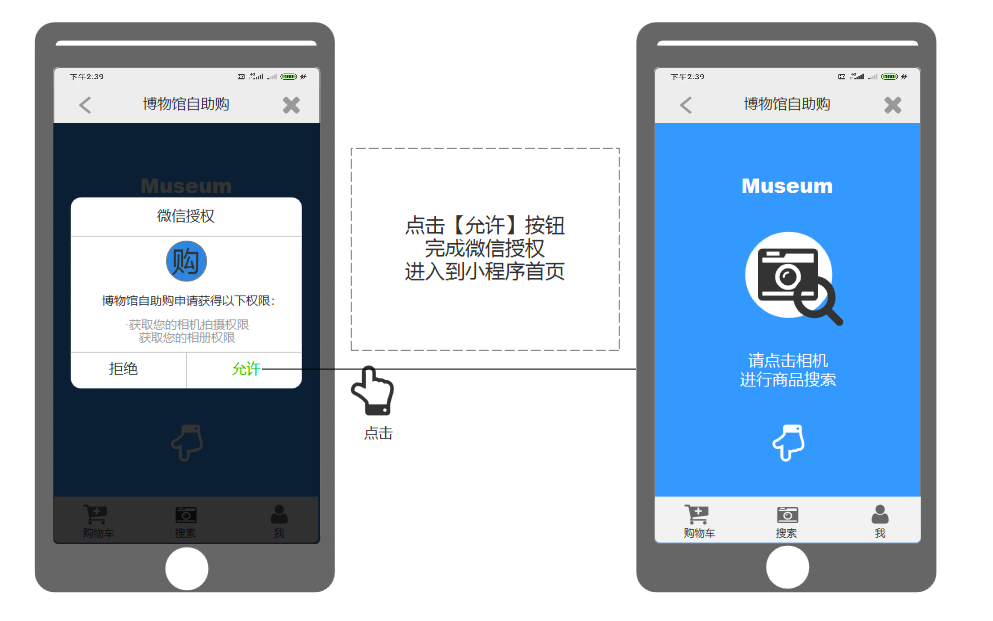 下午2:39
博物馆自助购
Museum
微信授权
购
博物馆自助购申请获得以下权限：
·获取您的相机拍摄权限
获取您的相册权限
拒绝
允许
购物车
搜索
我
点击【允许】按钮
完成微信授权
进入到小程序首页
点击
下午2:39
博物馆自助购
Museum
请点击相机
进行商品搜索
购物车
搜索
我